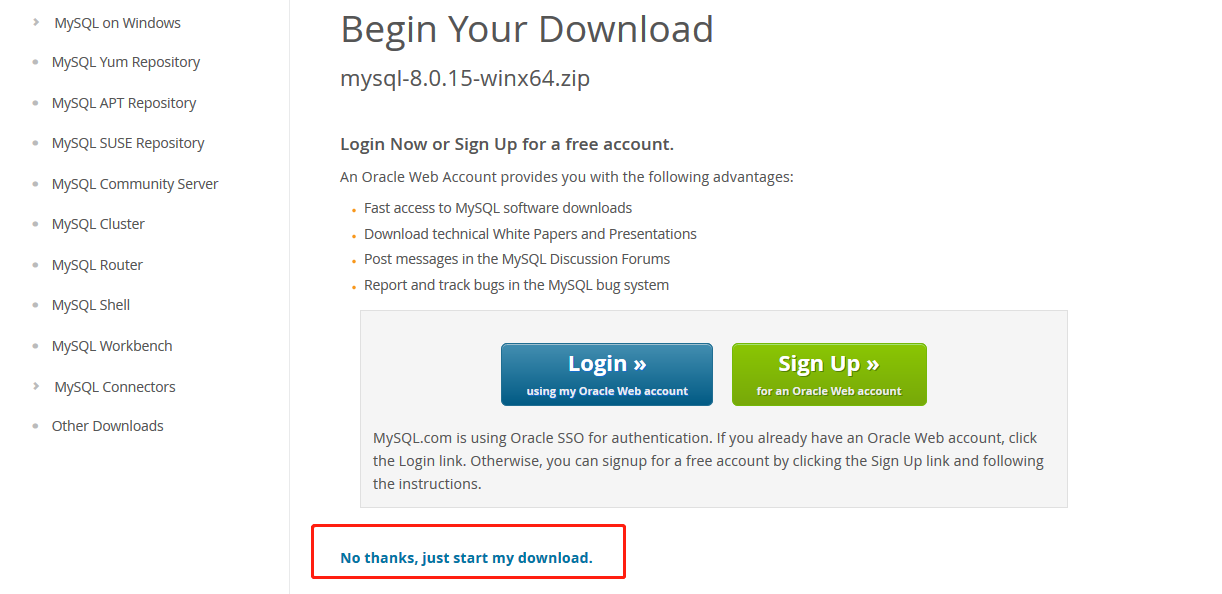 MySQL on Windows
MySQL Yum Repository
MySQL APT Repository
MySQL SUSE Repository
MySQL Community Server
MySQL Cluster
MySQL Router
MySQL Shell
MySQL Workbench
MySQL Connectors
Other Downloads
Begin Your Download
mysql-8.0.15-winx64.zip
Login Now or Sign Up for a free account.
An Oracle Web Account provides you with the following advantages:
Fast access to MySQL software downloads
Download technical White Papers and Presentations
Post messages in the MySQL Discussion Forums
Report and track bugs in the MySQL bug system
Login »
using my Oracle Web account
Sign Up »
for an Oracle Web account
MySQL.com is using Oracle SSO for authentication. If you already have an Oracle Web account, click
the Login link. Otherwise, you can signup for a free account by clicking the Sign Up link and following
the instructions.
No thanks, just start my download.